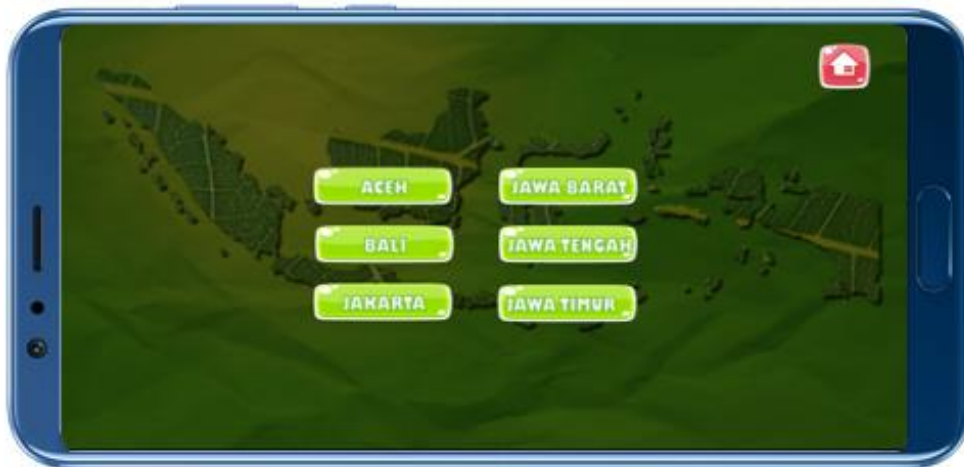 ACEH
JAWA BARAT
BALI
JAWA TENGAH
JAKARTA
JAWA TIMUR